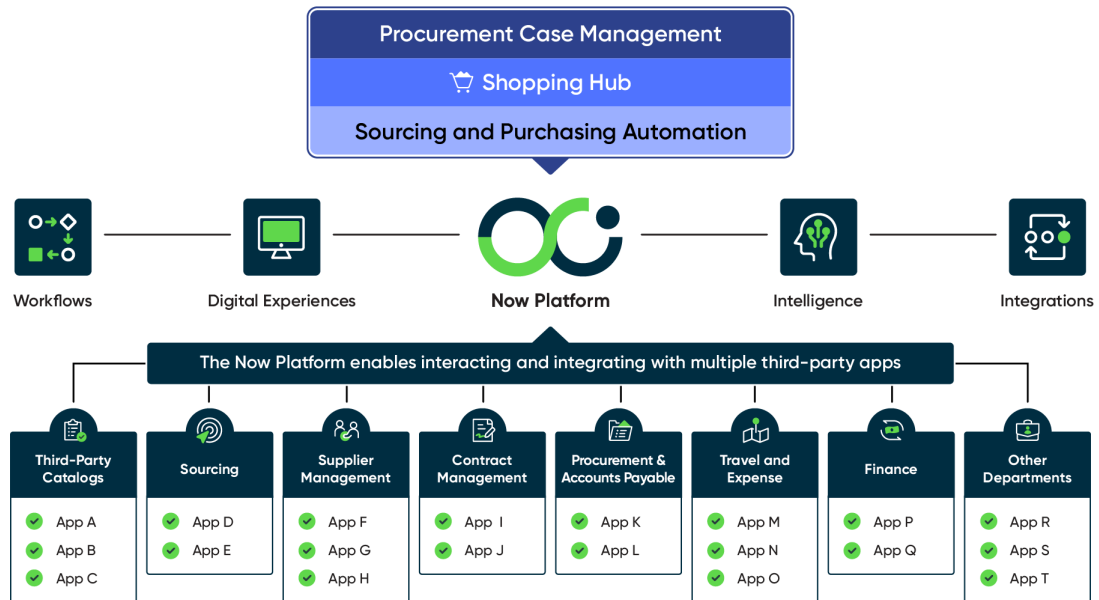 Procurement Case Management
Shopping Hub
Sourcing and Purchasing Automation
Workflows
Digital Experiences
Now Platform
Intelligence
Integrations
The Now Platform enables interacting and integrating with multiple third-party apps
Third-Party
Catalogs
App A
App B
App C
Sourcing
App D
App E
Supplier
Management
App F
App G
App H
Contract
Management
App I
App J
Procurement &
Accounts Payable
App K
App L
Travel and
Expense
App M
App N
App O
Finance
App P
App Q
Other
Departments
App R
App S
App T